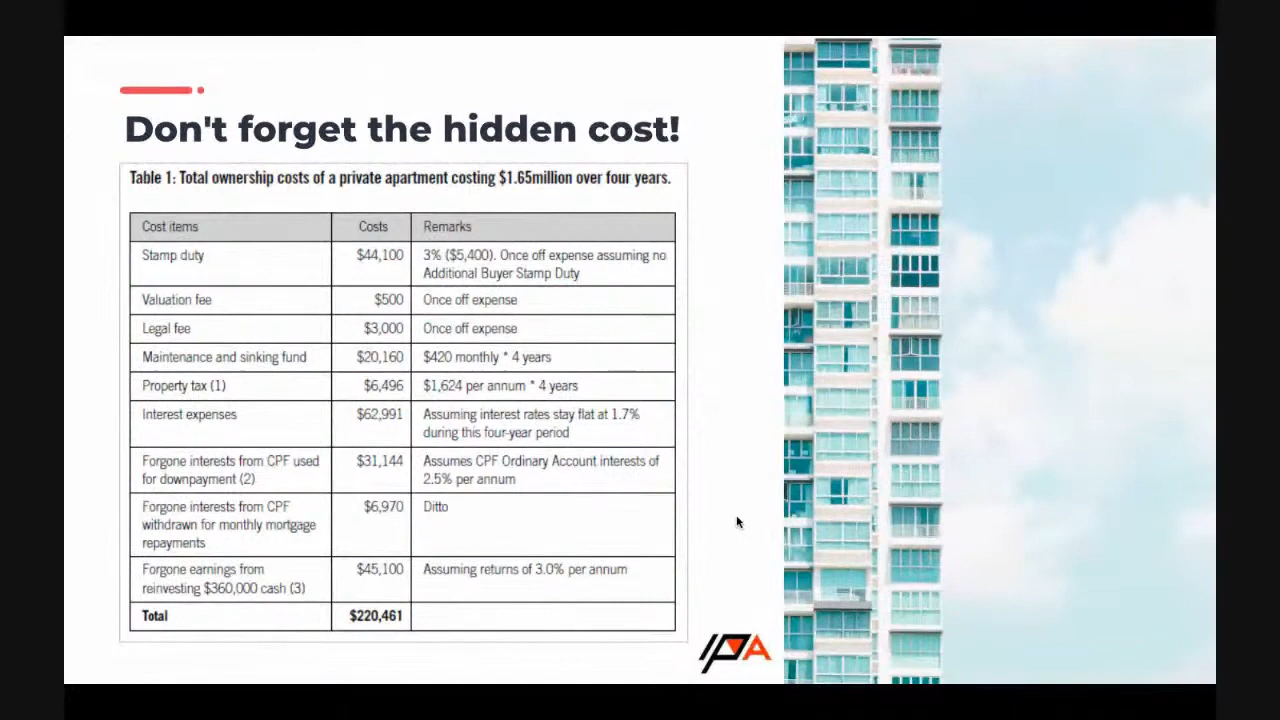 Don't forget the hidden cost!
Table 1: Total ownership costs of a private apartment costing $1.65million over four years.
Cost items Costs Remarks
Stamp duty $44,100 3% ($5,400). Once off expense assuming no
Additional Buyer Stamp Duty
Valuation fee $500 Once off expense
Legal fee $3,000 Once off expense
Maintenance and sinking fund $20,160 $420 monthly * 4 years
Property tax (1) $6,496 $1,624 per annum * 4 years
Interest expenses $62,991 Assuming interest rates stay flat at 1.7%
during this four-year period
Forgone interests from CPF used $31,144 Assumes CPF Ordinary Account interests of
for downpayment (2) 2.5% per annum
Forgone interests from CPF $6,970 Ditto
withdrawn for monthly mortgage
repayments
Forgone earnings from $45,100 Assuming returns of 3.0% per annum
reinvesting $360,000 cash (3)
Total $220,461
IPA